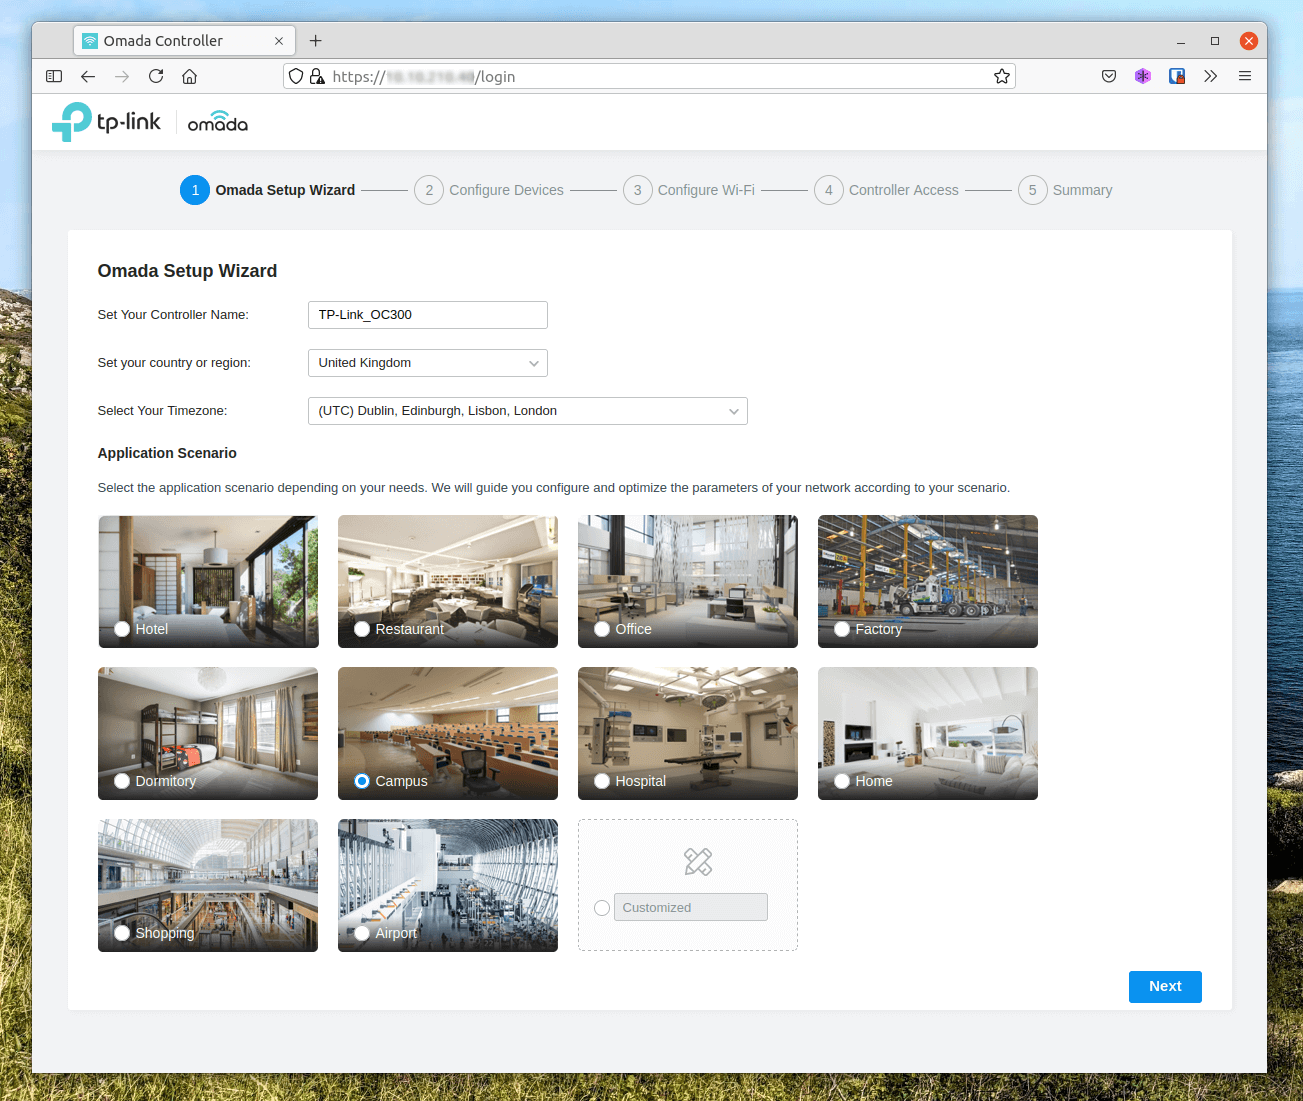 Omada Controller
https://
/login
tp-link
omada
1 Omada Setup Wizard 2 Configure Devices 3 Configure Wi-Fi 4 Controller Access 5 Summary
Omada Setup Wizard
Set Your Controller Name: TP-Link_OC300
Set your country or region: United Kingdom
Select Your Timezone: (UTC) Dublin, Edinburgh, Lisbon, London
Application Scenario
Select the application scenario depending on your needs. We will guide you configure and optimize the parameters of your network according to your scenario.
Hotel Restaurant Office Factory
Dormitory Campus Hospital Home
Shopping Airport Customized
Next